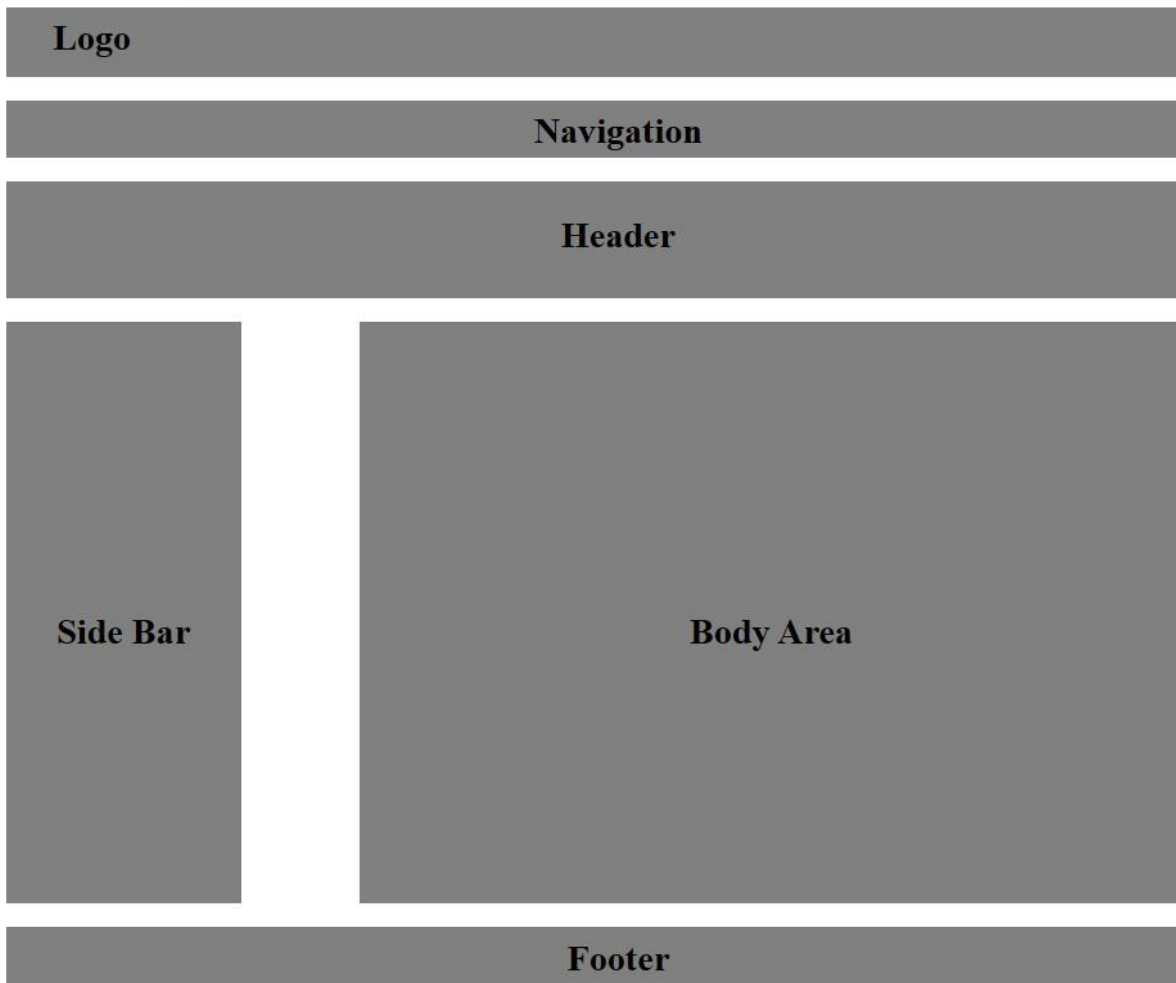 Logo
Navigation
Header
Side Bar
Body Area
Footer